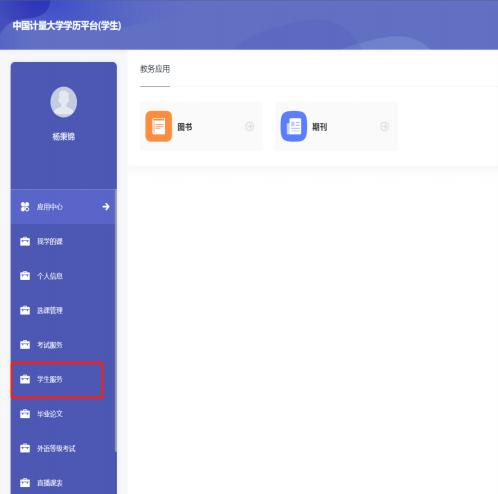 中国计量大学学历平台(学生)
教务应用
图书
期刊
杨秉锦
应用中心
我学的课
个人信息
选课管理
考试服务
学生服务
毕业论文
外语等级考试
直播课表